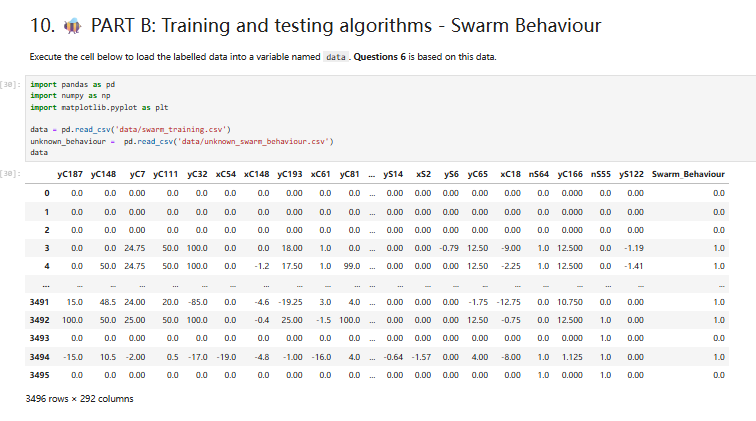 10. 🐝 PART B: Training and testing algorithms - Swarm Behaviour
Execute the cell below to load the labelled data into a variable named data . Questions 6 is based on this data.
[30]: import pandas as pd
import numpy as np
import matplotlib.pyplot as plt
data = pd.read_csv('data/swarm_training.csv')
unknown_behaviour = pd.read_csv('data/unknown_swarm_behaviour.csv')
data
[30]: yC187 yC148 yC7 yC111 yC32 xC54 xC148 yC193 xC61 yC81 ... yS14 xS2 yS6 yC65 xC18 nS64 yC166 nS55 yS122 Swarm_Behaviour
0 0.0 0.0 0.00 0.0 0.0 0.0 0.0 0.00 0.0 0.0 ... 0.00 0.00 0.00 0.00 0.00 0.0 0.000 0.0 0.00 0.0
1 0.0 0.0 0.00 0.0 0.0 0.0 0.0 0.00 0.0 0.0 ... 0.00 0.00 0.00 0.00 0.00 0.0 0.000 0.0 0.00 0.0
2 0.0 0.0 0.00 0.0 0.0 0.0 0.0 0.00 0.0 0.0 ... 0.00 0.00 0.00 0.00 0.00 0.0 0.000 0.0 0.00 0.0
3 0.0 0.0 24.75 50.0 100.0 0.0 0.0 18.00 1.0 0.0 ... 0.00 0.00 -0.79 12.50 -9.00 1.0 12.500 0.0 -1.19 1.0
4 0.0 50.0 24.75 50.0 100.0 0.0 -1.2 17.50 1.0 99.0 ... 0.00 0.00 0.00 12.50 -2.25 1.0 12.500 0.0 -1.41 1.0
... ... ... ... ... ... ... ... ... ... ... ... ... ... ... ... ... ... ... ... ... ...
3491 15.0 48.5 24.00 20.0 -85.0 0.0 -4.6 -19.25 3.0 4.0 ... 0.00 0.00 0.00 -1.75 -12.75 0.0 10.750 0.0 0.00 1.0
3492 100.0 50.0 25.00 50.0 100.0 0.0 -0.4 25.00 -1.5 100.0 ... 0.00 0.00 0.00 12.50 -0.75 0.0 12.500 1.0 0.00 1.0
3493 0.0 0.0 0.00 0.0 0.0 0.0 0.0 0.00 0.0 0.0 ... 0.00 0.00 0.00 0.00 0.00 0.0 0.000 1.0 0.00 0.0
3494 -15.0 10.5 -2.00 0.5 -17.0 -19.0 -4.8 -1.00 -16.0 4.0 ... -0.64 -1.57 0.00 4.00 -8.00 1.0 1.125 1.0 0.00 1.0
3495 0.0 0.0 0.00 0.0 0.0 0.0 0.0 0.00 0.0 0.0 ... 0.00 0.00 0.00 0.00 0.00 1.0 0.000 1.0 0.00 0.0
3496 rows × 292 columns